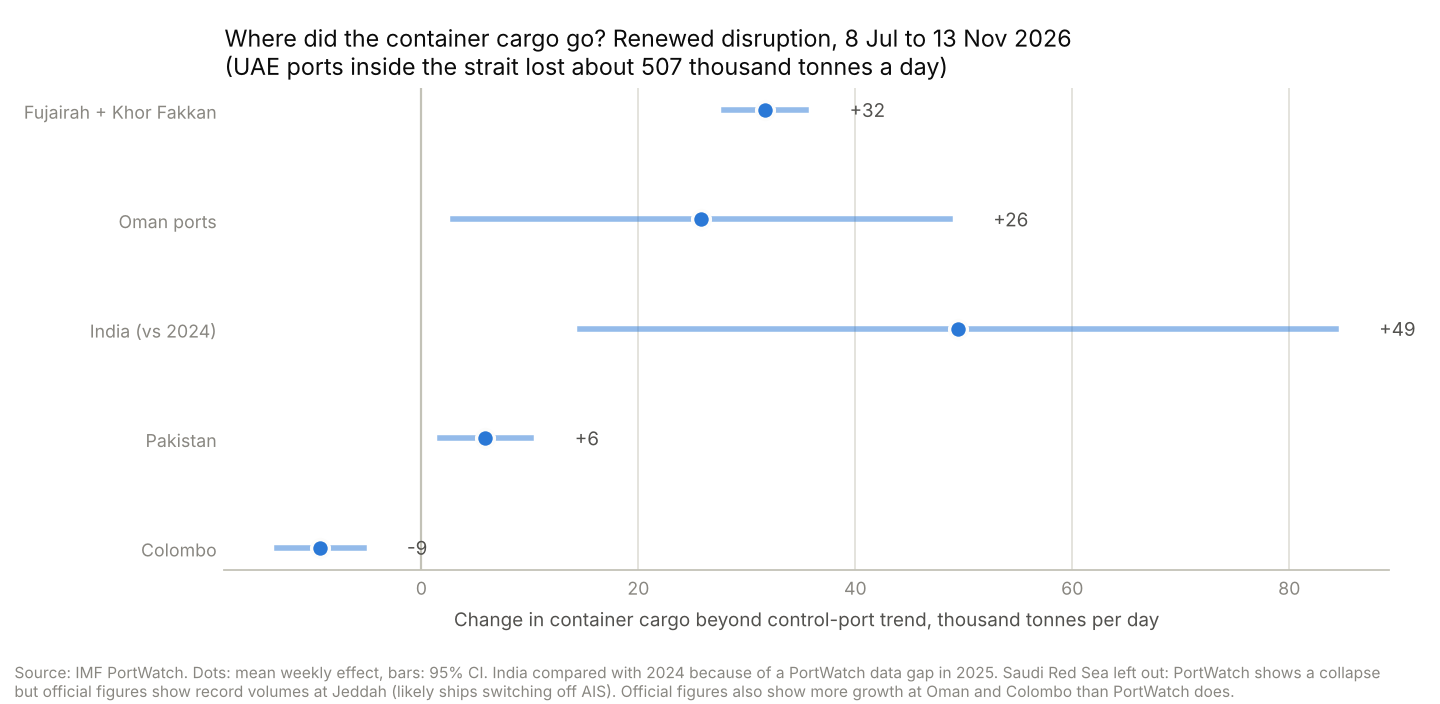 Where did the container cargo go? Renewed disruption, 8 Jul to 13 Nov 2026
(UAE ports inside the strait lost about 507 thousand tonnes a day)
Fujairah + Khor Fakkan
+32
Oman ports
+26
India (vs 2024)
+49
Pakistan
+6
Colombo
-9
0 20 40 60 80
Change in container cargo beyond control-port trend, thousand tonnes per day
Source: IMF PortWatch. Dots: mean weekly effect, bars: 95% CI. India compared with 2024 because of a PortWatch data gap in 2025. Saudi Red Sea left out: PortWatch shows a collapse
but official figures show record volumes at Jeddah (likely ships switching off AIS). Official figures also show more growth at Oman and Colombo than PortWatch does.